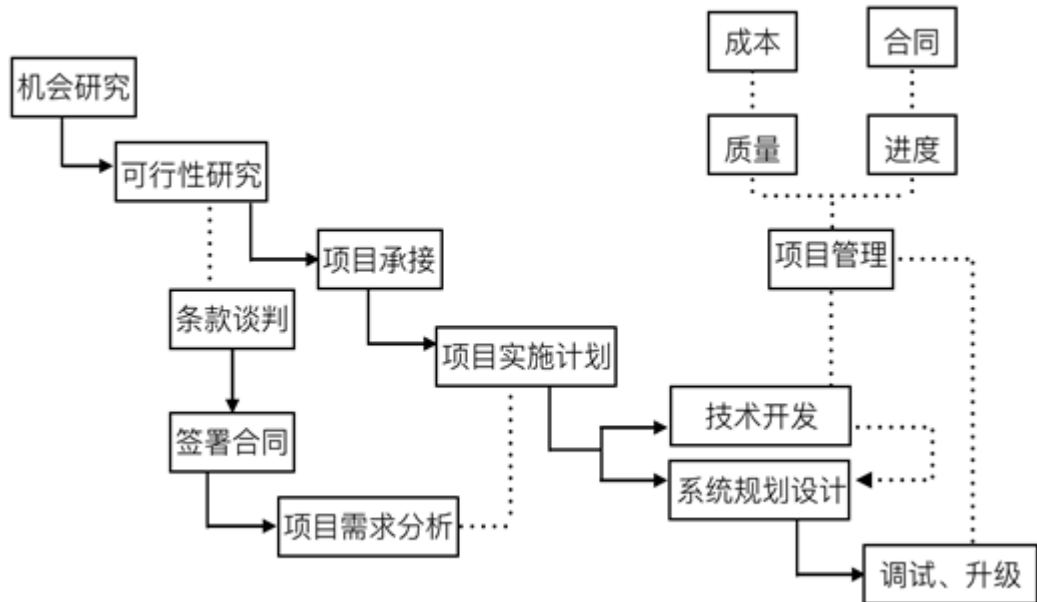 成本
合同
机会研究
质量
进度
可行性研究
项目承接
项目管理
条款谈判
项目实施计划
技术开发
签署合同
系统规划设计
项目需求分析
调试、升级